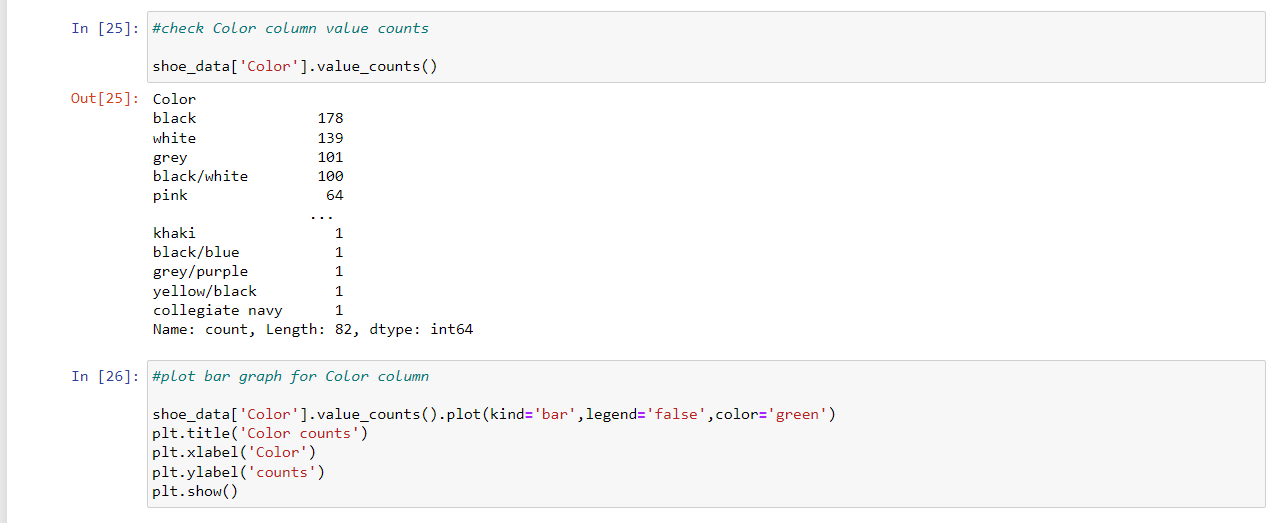 In [25]: #check Color column value counts
shoe_data['Color'].value_counts()
Out[25]: Color
black 178
white 139
grey 101
black/white 100
pink 64
...
khaki 1
black/blue 1
grey/purple 1
yellow/black 1
collegiate navy 1
Name: count, Length: 82, dtype: int64
In [26]: #plot bar graph for Color column
shoe_data['Color'].value_counts().plot(kind='bar',legend='false',color='green')
plt.title('Color counts')
plt.xlabel('Color')
plt.ylabel('counts')
plt.show()